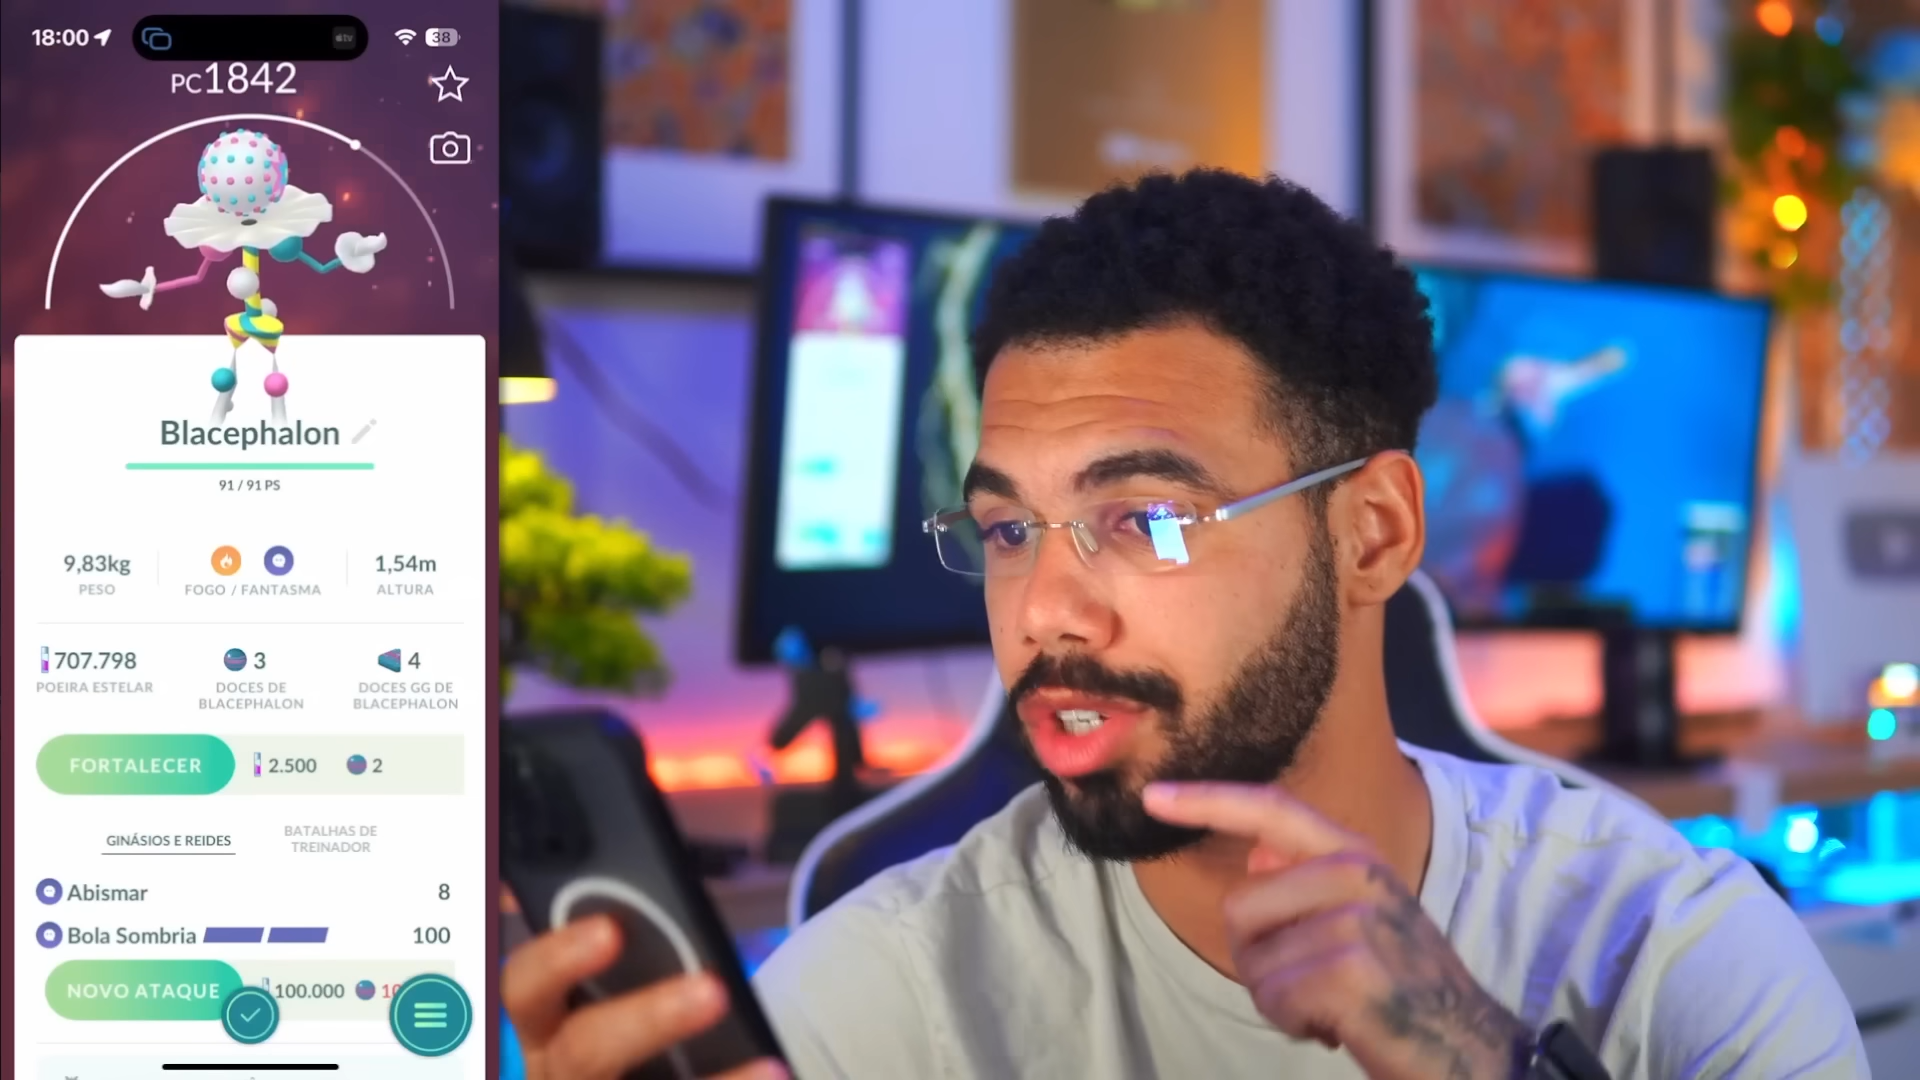 18:00
38
tv
PC1842
Blacephalon
91 / 91 PS
9,83kg
PESO
FOGO / FANTASMA
1,54m
ALTURA
707.798
POEIRA ESTELAR
3
DOCES DE
BLACEPHALON
4
DOCES GG DE
BLACEPHALON
FORTALECER
2.500
2
GINÁSIOS E REIDES
BATALHAS DE
TREINADOR
Abismar
8
Bola Sombria
100
NOVO ATAQUE
100.000